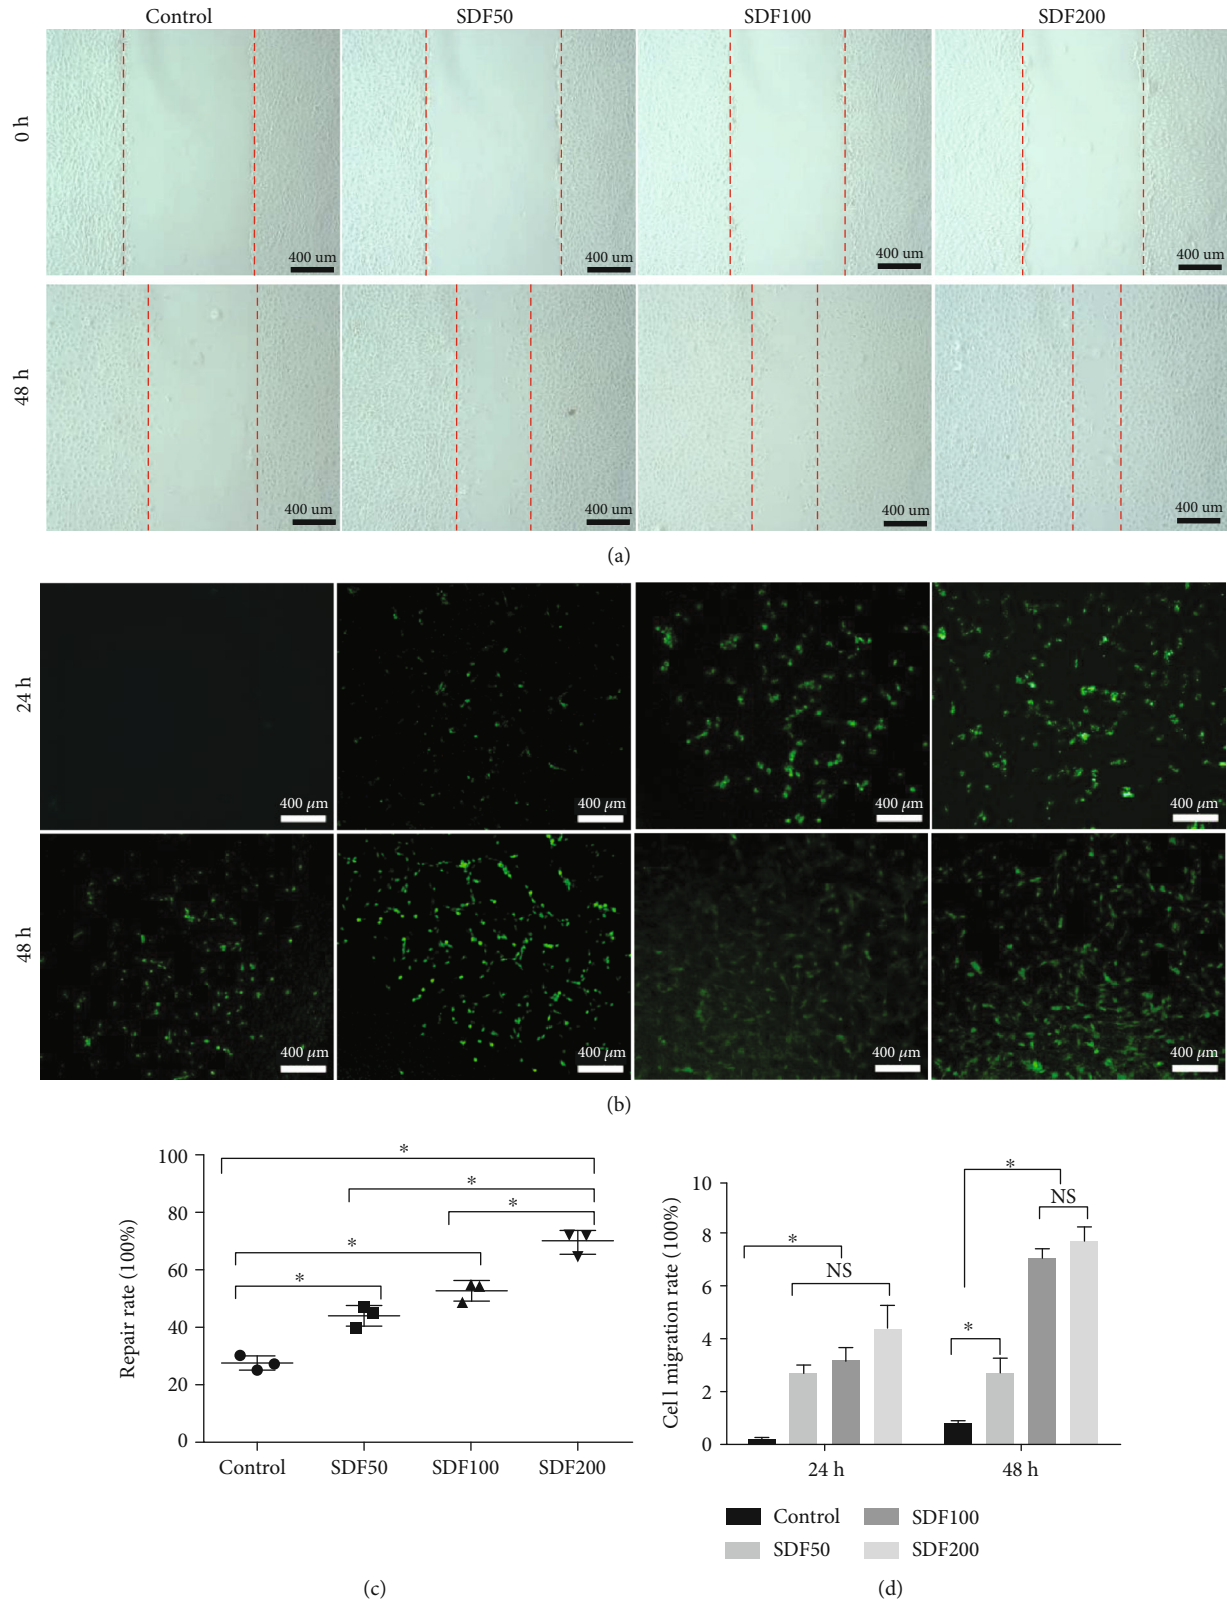 Control SDF50 SDF100 SDF200
0 h
400 um 400 um 400 um 400 um
48 h
400 um 400 um 400 um 400 um
(a)
24 h
400 μm 400 μm 400 μm 400 μm
48 h
400 μm 400 μm 400 μm 400 μm
(b)
Repair rate (100%)
100
80
60
40
20
0
* * * * *
Control SDF50 SDF100 SDF200
(c)
Cel l migration rate (100%)
10
8
6
4
2
0
* NS * * NS
24 h 48 h
Control SDF100
SDF50 SDF200
(d)